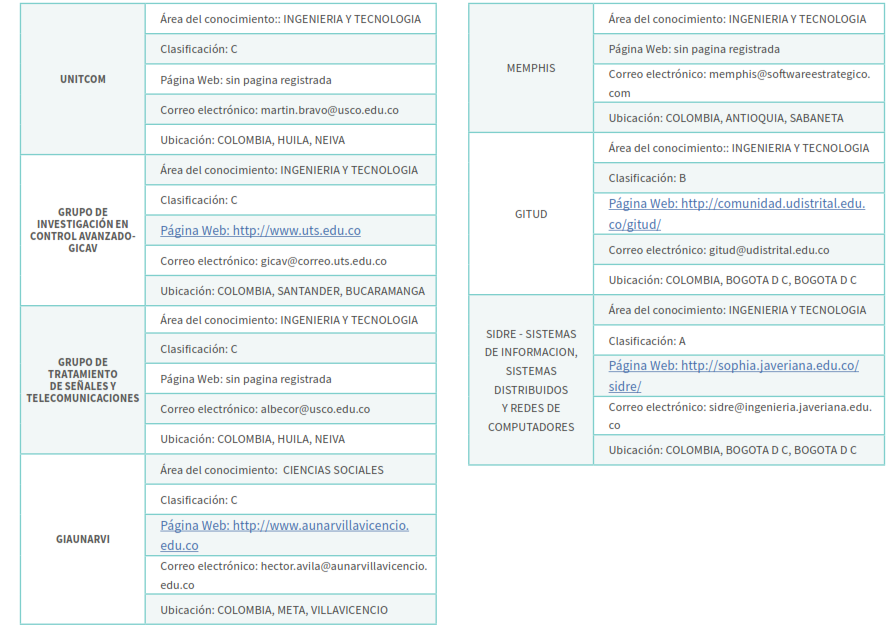 UNITCOM
Área del conocimiento:: INGENIERIA Y TECNOLOGIA
Clasificación: C
Página Web: sin pagina registrada
Correo electrónico: martin.bravo@usco.edu.co
Ubicación: COLOMBIA, HUILA, NEIVA
GRUPO DE
INVESTIGACIÓN EN
CONTROL AVANZADO-
GICAV
Área del conocimiento: INGENIERIA Y TECNOLOGIA
Clasificación: C
Página Web: http://www.uts.edu.co
Correo electrónico: gicav@correo.uts.edu.co
Ubicación: COLOMBIA, SANTANDER, BUCARAMANGA
GRUPO DE
TRATAMIENTO
DE SEÑALES Y
TELECOMUNICACIONES
Área del conocimiento: INGENIERIA Y TECNOLOGIA
Clasificación: C
Página Web: sin pagina registrada
Correo electrónico: albecor@usco.edu.co
Ubicación: COLOMBIA, HUILA, NEIVA
GIAUNARVI
Área del conocimiento: CIENCIAS SOCIALES
Clasificación: C
Página Web: http://www.aunarvillavicencio.
edu.co
Correo electrónico: hector.avila@aunarvillavicencio.
edu.co
Ubicación: COLOMBIA, META, VILLAVICENCIO
MEMPHIS
Área del conocimiento: INGENIERIA Y TECNOLOGIA
Página Web: sin pagina registrada
Correo electrónico: memphis@softwareestrategico.
com
Ubicación: COLOMBIA, ANTIOQUIA, SABANETA
GITUD
Área del conocimiento:: INGENIERIA Y TECNOLOGIA
Clasificación: B
Página Web: http://comunidad.udistrital.edu.
co/gitud/
Correo electrónico: gitud@udistrital.edu.co
Ubicación: COLOMBIA, BOGOTA D C, BOGOTA D C
SIDRE - SISTEMAS
DE INFORMACION,
SISTEMAS
DISTRIBUIDOS
Y REDES DE
COMPUTADORES
Área del conocimiento: INGENIERIA Y TECNOLOGIA
Clasificación: A
Página Web: http://sophia.javeriana.edu.co/
sidre/
Correo electrónico: sidre@ingenieria.javeriana.edu.
co
Ubicación: COLOMBIA, BOGOTA D C, BOGOTA D C